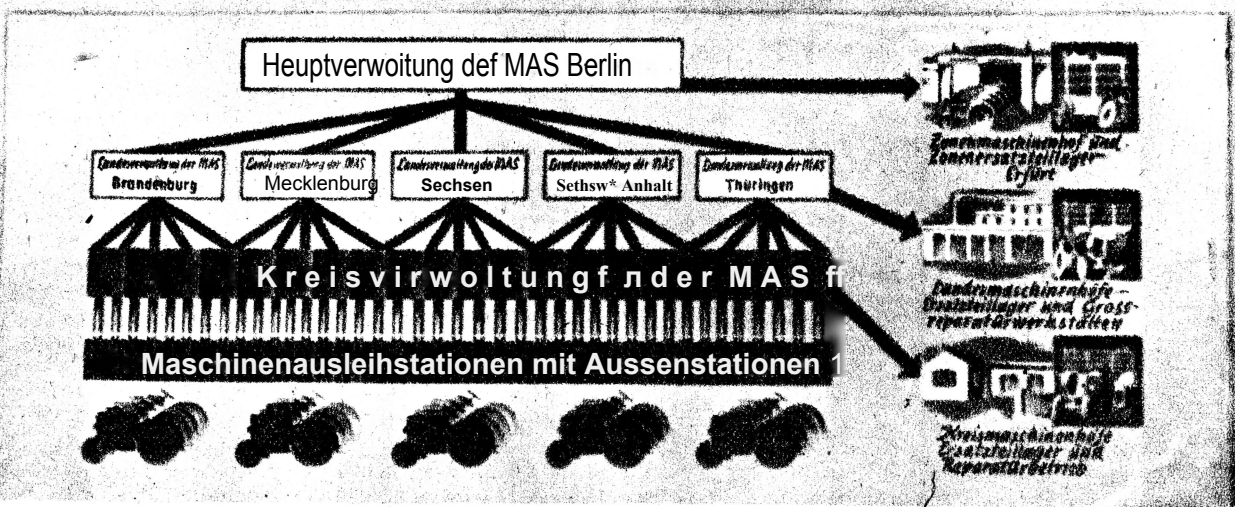 Heuptverwoitung def MAS Berlin
Landesverwaltung der MAS
Brandenburg
Landesverwaltung der MAS
Mecklenburg
Landesverwaltung der MAS
Sechsen
Landesverwaltung der MAS
Sethsw* Anhalt
Landesverwaltung der MAS
Thüringen
Kreisvirwoltungf лder MAS ff
Maschinenausleihstationen mit Aussenstationen 1
Zonenmaschinenhof und
Zonenersatzteillager
Erfurt
Landesmaschinenhöfe-
Ersatzteillager und Gross-
reparaturwerkstätten
Kreismaschinenhöfe
Ersatzteillager und
Reparaturbetrieb